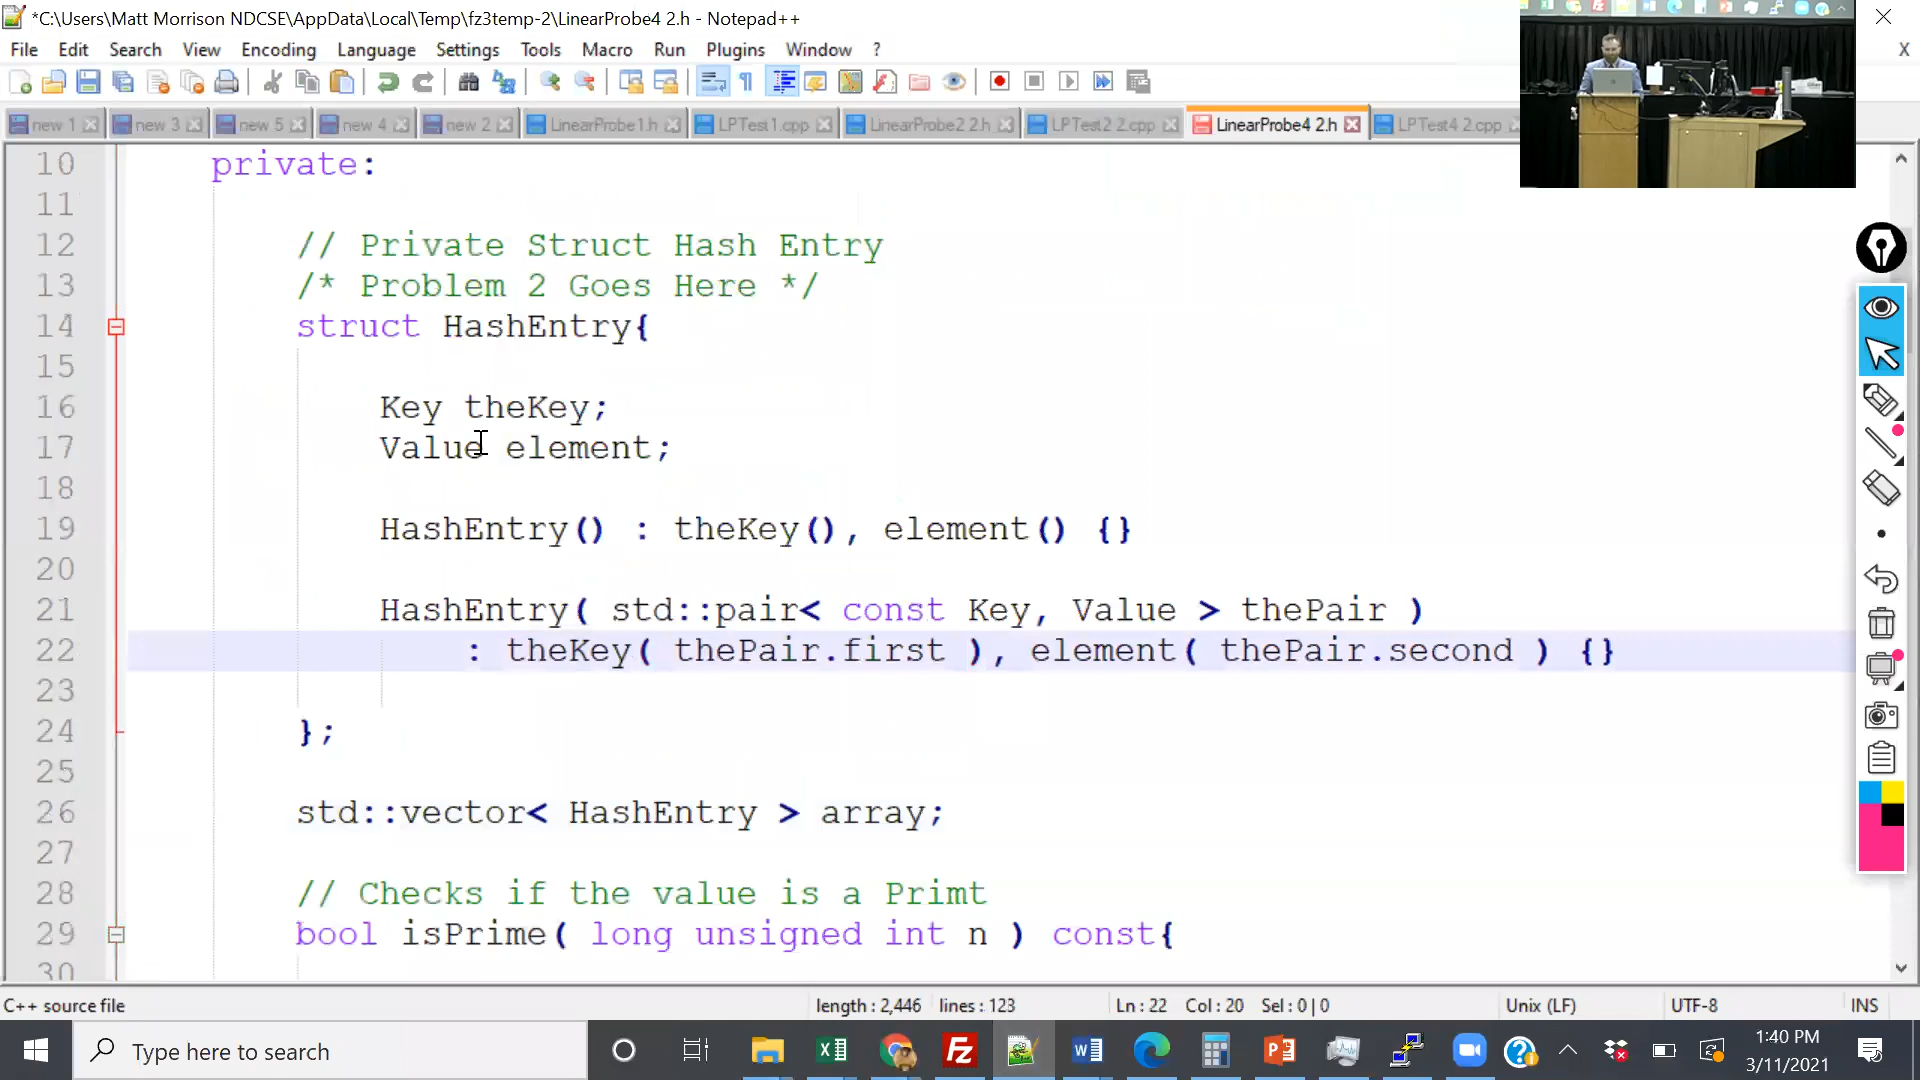 *C:\Users\Matt Morrison NDCSE\AppData\Local\Temp\fz3temp-2\LinearProbe4 2.h - Notepad++
File Edit Search View Encoding Language Settings Tools Macro Run Plugins Window ? X
new 1 new 3 new 5 new 4 new 2 LinearProbe1.h LPTest1.cpp LinearProbe2 2.h LPTest2 2.cpp LinearProbe4 2.h LPTest4 2.cpp
10 private:
11
12 // Private Struct Hash Entry
13 /* Problem 2 Goes Here */
14 struct HashEntry{
15
16 Key theKey;
17 Value element;
18
19 HashEntry() : theKey(), element() {}
20
21 HashEntry( std::pair< const Key, Value > thePair )
22 : theKey( thePair.first ), element( thePair.second ) {}
23
24 };
25
26 std::vector< HashEntry > array;
27
28 // Checks if the value is a Primt
29 bool isPrime( long unsigned int n ) const{
30
C++ source file length : 2,446 lines : 123 Ln : 22 Col : 20 Sel : 0 | 0 Unix (LF) UTF-8 INS
Type here to search
1:40 PM
3/11/2021